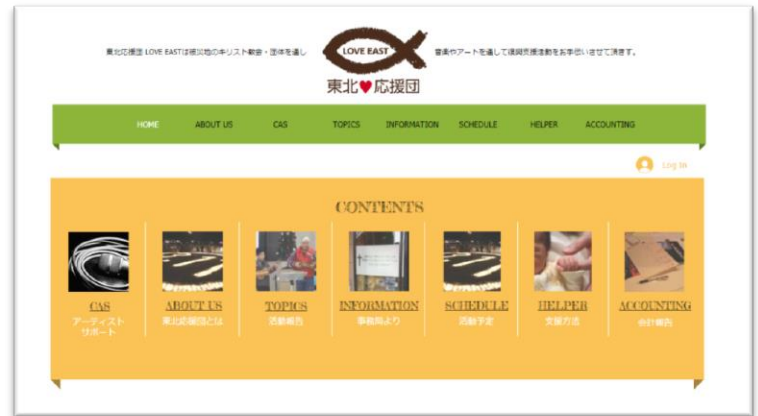 東北応援団 LOVE EASTは被災地のキリスト教会・団体を通し
LOVE EAST
音楽やアートを通して復興支援活動をお手伝いさせて頂きます。
東北♥応援団
HOME ABOUT US CAS TOPICS INFORMATION SCHEDULE HELPER ACCOUNTING
Log In
CONTENTS
CAS
アーティスト
サポート
ABOUT US
東北応援団とは
TOPICS
活動報告
INFORMATION
事務局より
SCHEDULE
活動予定
HELPER
支援方法
ACCOUNTING
会計報告